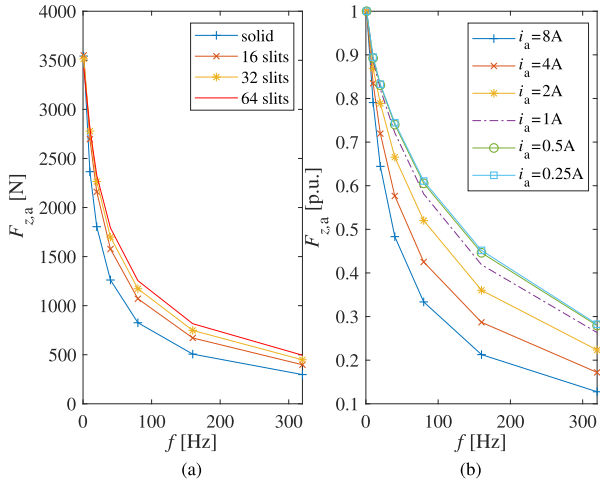 4000
3500
3000
2500
2000
1500
1000
500
0
F_{z,a} [N]
solid
16 slits
32 slits
64 slits
0 100 200 300
f [Hz]
(a)
1
0.9
0.8
0.7
0.6
0.5
0.4
0.3
0.2
0.1
F_{z,a} [p.u.]
i_a=8A
i_a=4A
i_a=2A
i_a=1A
i_a=0.5A
i_a=0.25A
0 100 200 300
f [Hz]
(b)